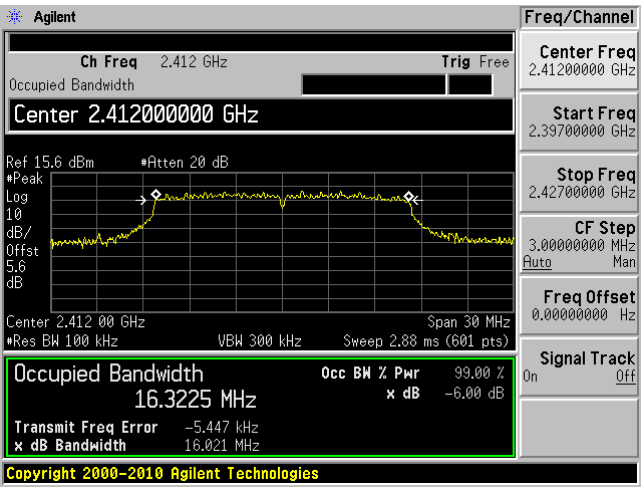 Agilent
Freq/Channel
Ch Freq 2.412 GHz Trig Free
Occupied Bandwidth
Center 2.412000000 GHz
Center Freq
2.41200000 GHz
Start Freq
2.39700000 GHz
Stop Freq
2.42700000 GHz
CF Step
3.00000000 MHz
Auto Man
Freq Offset
0.00000000 Hz
Signal Track
On Off
Ref 15.6 dBm #Atten 20 dB
#Peak
Log
10
dB/
Offst
5.6
dB
Center 2.412 00 GHz Span 30 MHz
#Res BW 100 kHz VBW 300 kHz Sweep 2.88 ms (601 pts)
Occupied Bandwidth Occ BW % Pwr 99.00 %
16.3225 MHz x dB -6.00 dB
Transmit Freq Error -5.447 kHz
x dB Bandwidth 16.021 MHz
Copyright 2000-2010 Agilent Technologies